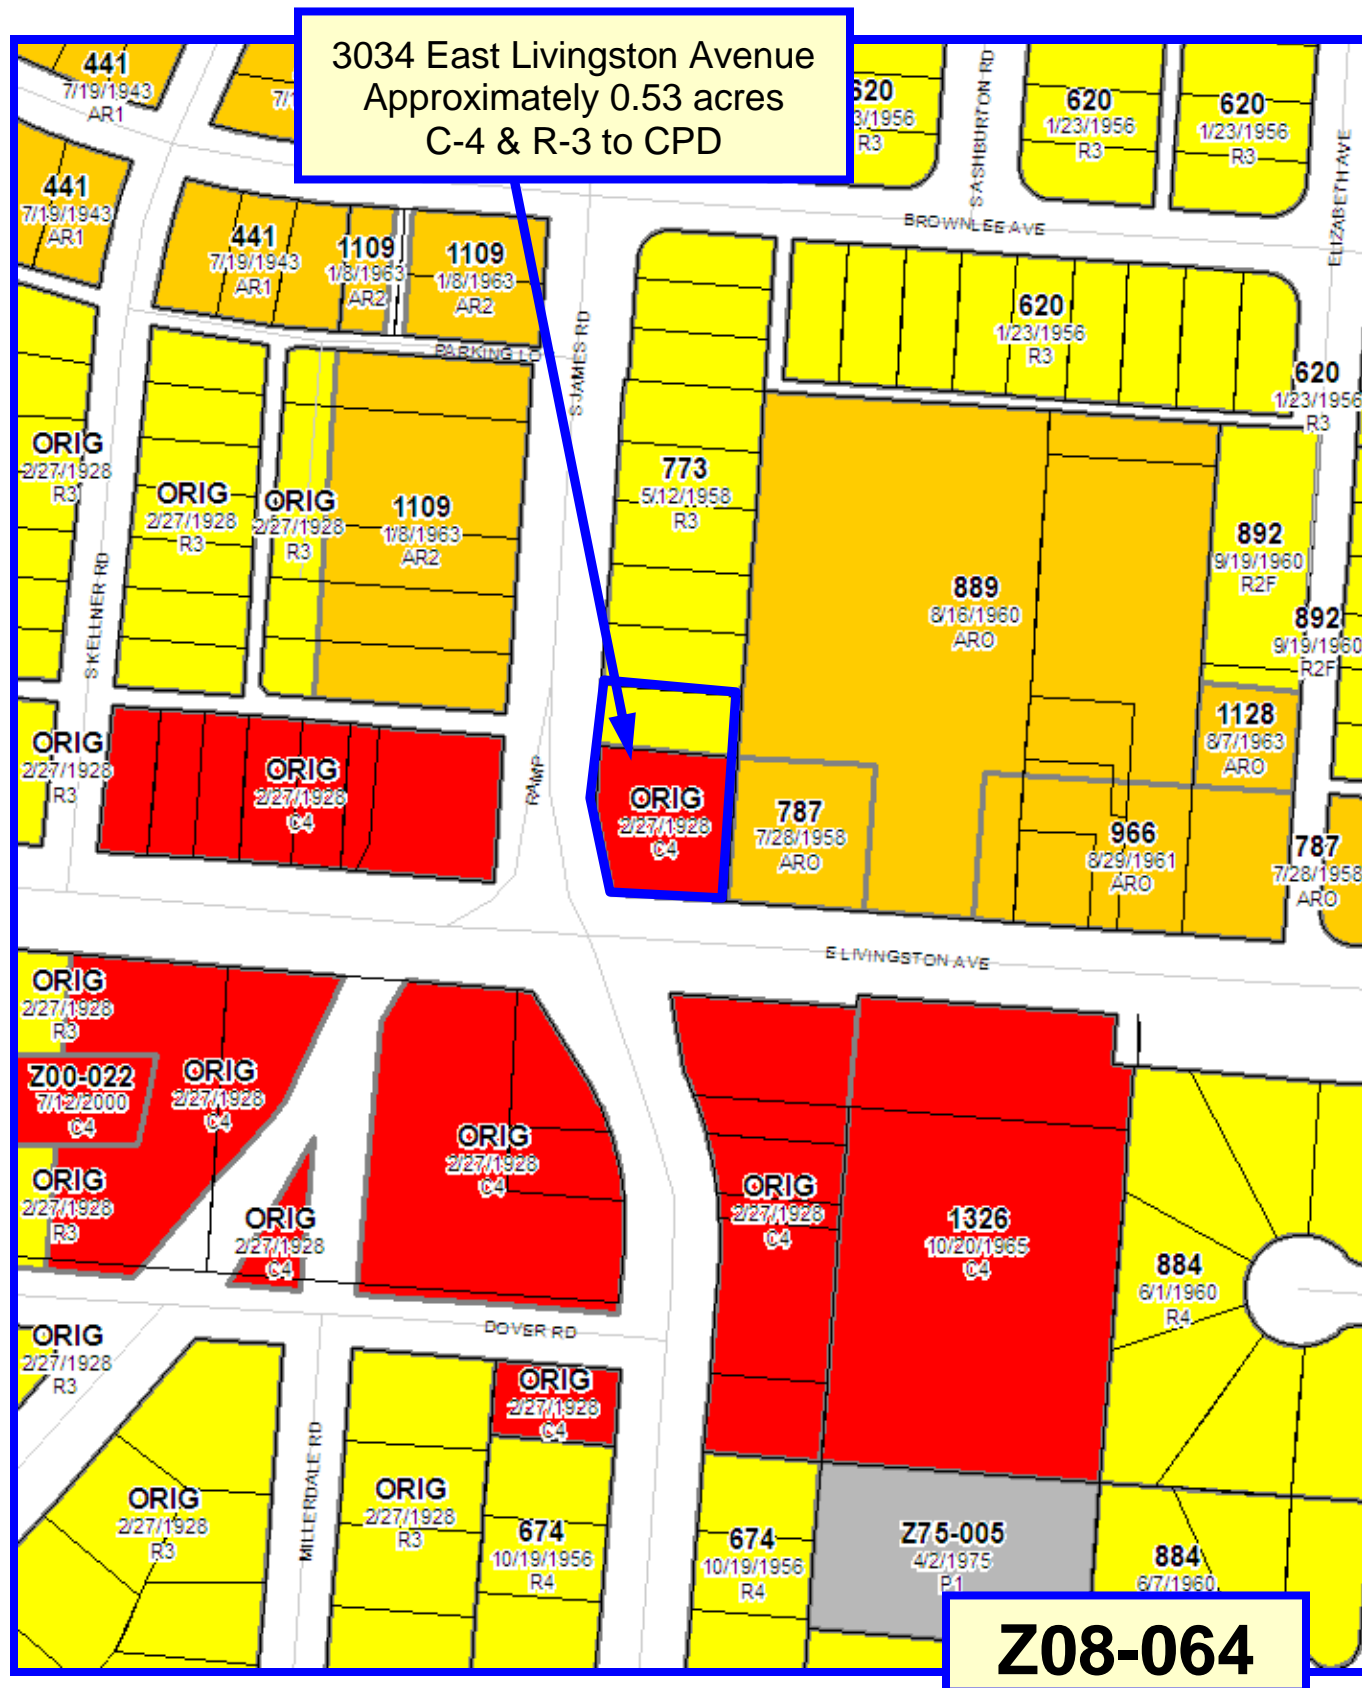 3034 East Livingston Avenue
Approximately 0.53 acres
C-4 & R-3 to CPD
441
7/19/1943
AR1
7/1
620
3/1956
R3
S ASHBURTON RD
620
1/23/1956
R3
620
1/23/1956
R3
ELIZABETH AVE
441
7/19/1943
AR1
441
7/19/1943
AR1
1109
1/8/1963
AR2
1109
1/8/1963
AR2
BROWNLEE AVE
620
1/23/1956
R3
620
1/23/1956
R3
PARKING LO
S JAMES RD
ORIG
2/27/1928
R3
ORIG
2/27/1928
R3
ORIG
2/27/1928
R3
1109
1/8/1963
AR2
773
5/12/1958
R3
889
8/16/1960
ARO
892
9/19/1960
R2F
892
9/19/1960
R2F
S KELLNER RD
ORIG
2/27/1928
R3
ORIG
2/27/1928
C4
RAMP
ORIG
2/27/1928
C4
787
7/28/1958
ARO
1128
8/7/1963
ARO
966
8/29/1961
ARO
787
7/28/1958
ARO
E LIVINGSTON AVE
ORIG
2/27/1928
R3
Z00-022
7/12/2000
C4
ORIG
2/27/1928
C4
ORIG
2/27/1928
R3
ORIG
2/27/1928
C4
ORIG
2/27/1928
C4
ORIG
2/27/1928
C4
1326
10/20/1965
C4
884
6/1/1960
R4
DOVER RD
ORIG
2/27/1928
R3
ORIG
2/27/1928
C4
MILLERDALE RD
ORIG
2/27/1928
R3
ORIG
2/27/1928
R3
674
10/19/1956
R4
674
10/19/1956
R4
Z75-005
4/2/1975
P1
884
6/7/1960
Z08-064